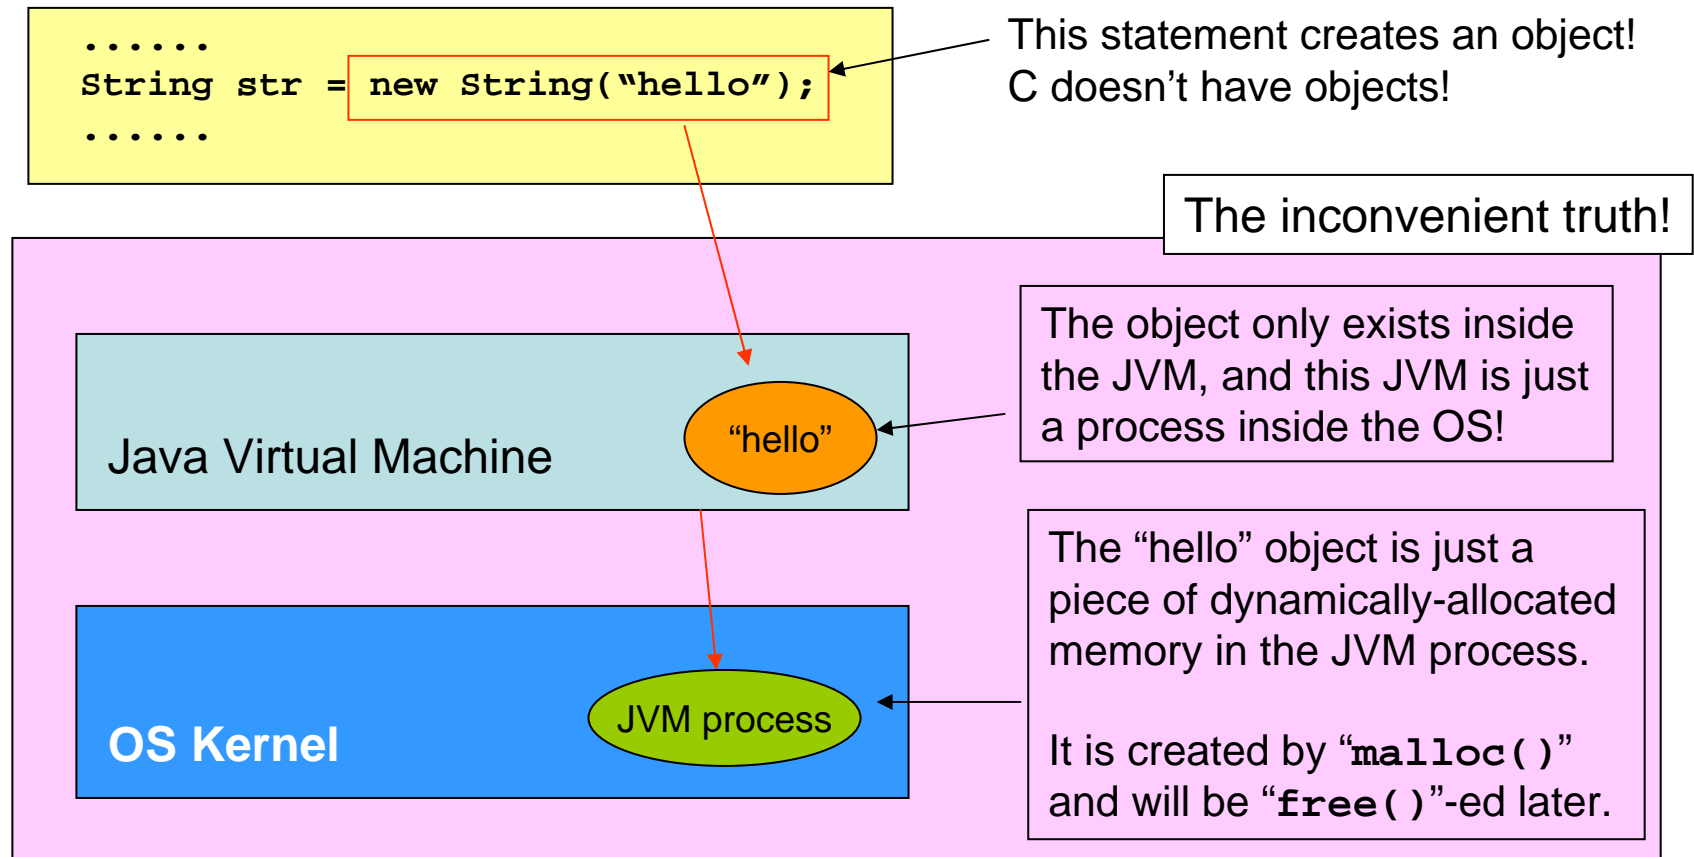 ......
String str = new String(“hello”);
......
This statement creates an object!
C doesn’t have objects!
The inconvenient truth!
The object only exists inside
the JVM, and this JVM is just
a process inside the OS!
Java Virtual Machine
“hello”
The “hello” object is just a
piece of dynamically-allocated
memory in the JVM process.
It is created by “malloc()”
and will be “free()”-ed later.
OS Kernel
JVM process